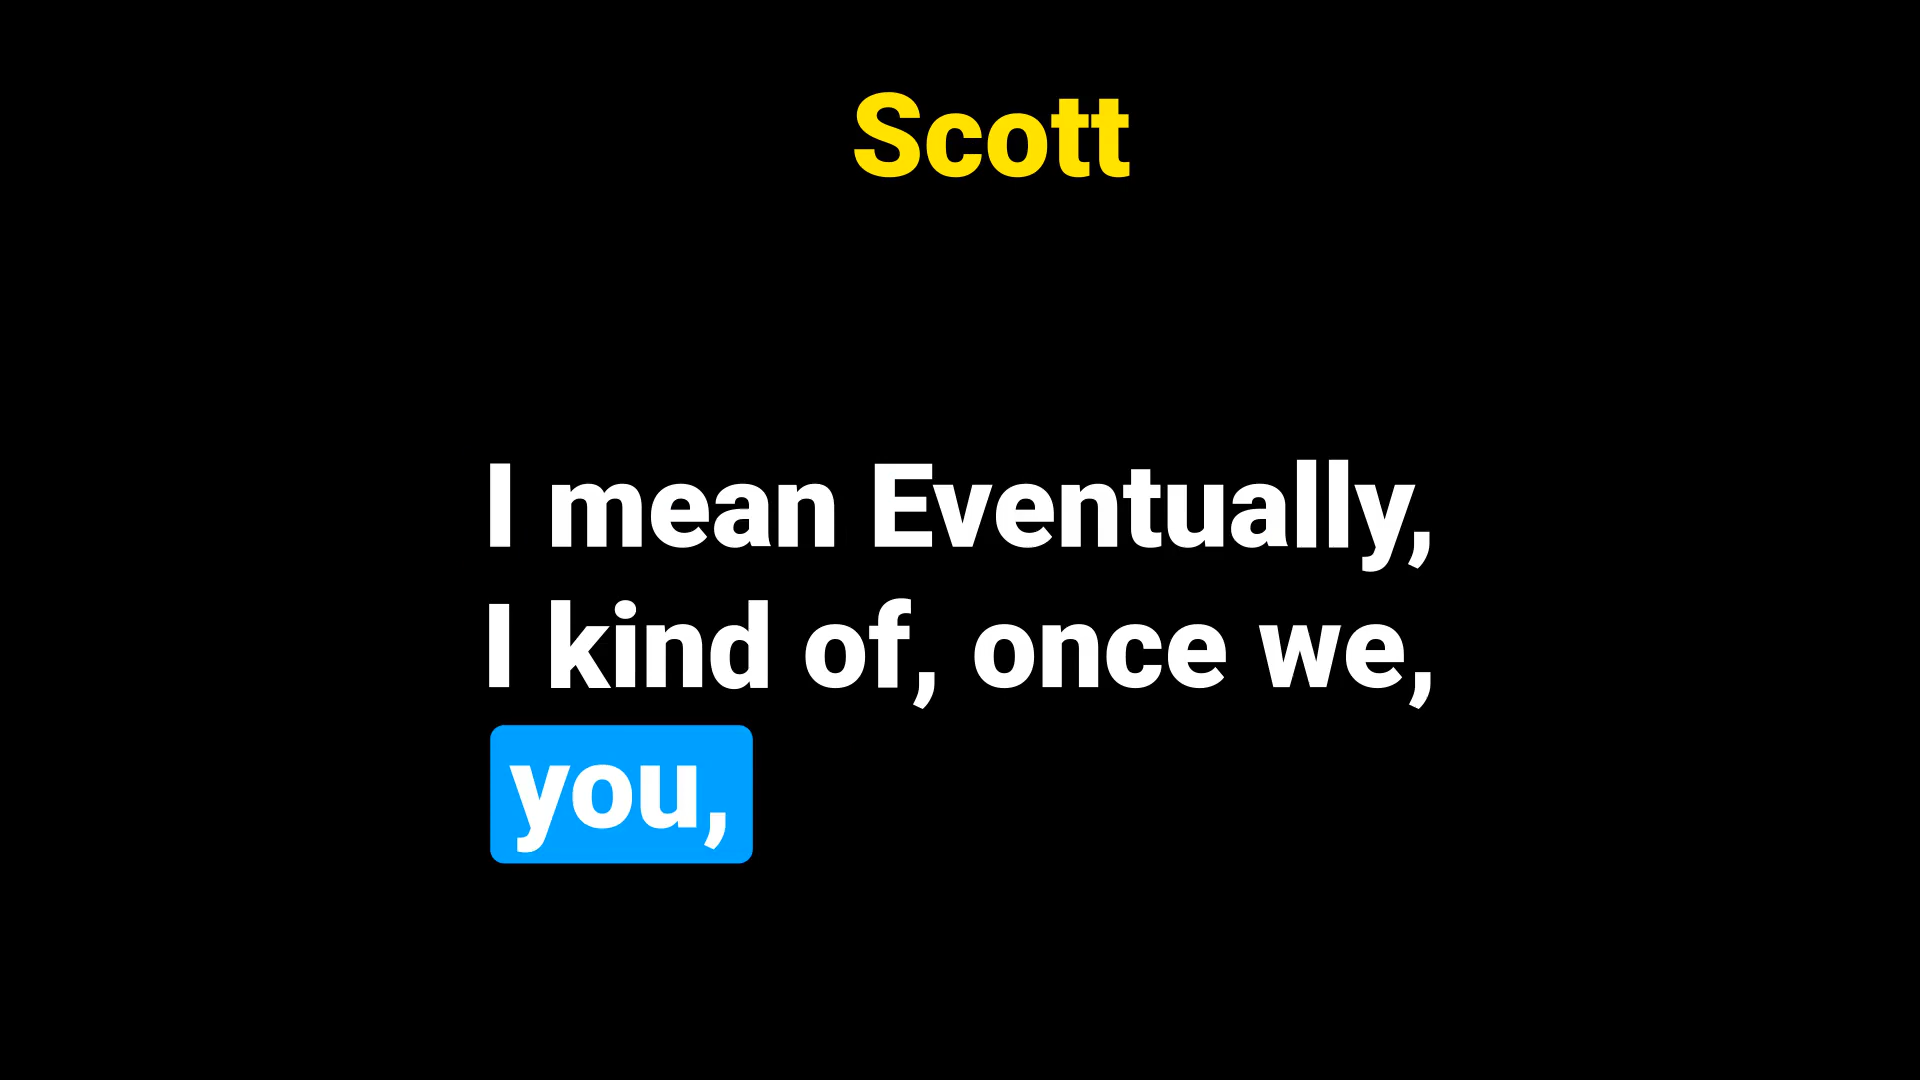 Scott
I mean Eventually,
I kind of, once we,
you,